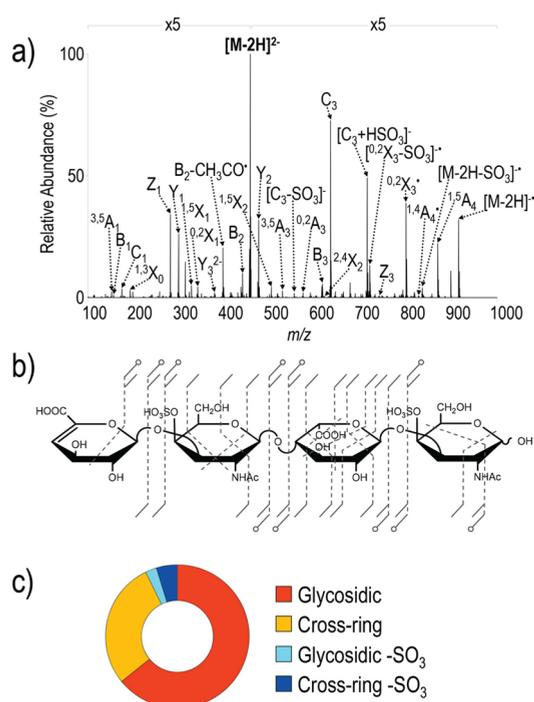 x5 x5
a)
[M-2H]²⁻
Relative Abundance (%)
100
50
0
C₃
[C₃+HSO₃]⁻
[⁰,²X₃-SO₃]⁻•
B₂-CH₃CO•
Y₂
[C₃-SO₃]⁻
⁰,²X₃•
[M-2H-SO₃]⁻•
Z₁
Y₁
¹,⁵X₁
¹,⁵X₂
¹,⁴A₄•
¹,⁵A₄
[M-2H]⁻•
³,⁵A₁
B₁
C₁
¹,³X₀
⁰,²X₁
Y₃²⁻
B₂
³,⁵A₃
⁰,²A₃
B₃
²,⁴X₂
Z₃
100 200 300 400 500 600 700 800 900 1000
m/z
b)
HOOC O OH OH O
HO₃SO CH₂OH O NHAc O
O COOH OH OH O
HO₃SO CH₂OH O OH NHAc
c)
Glycosidic
Cross-ring
Glycosidic -SO₃
Cross-ring -SO₃